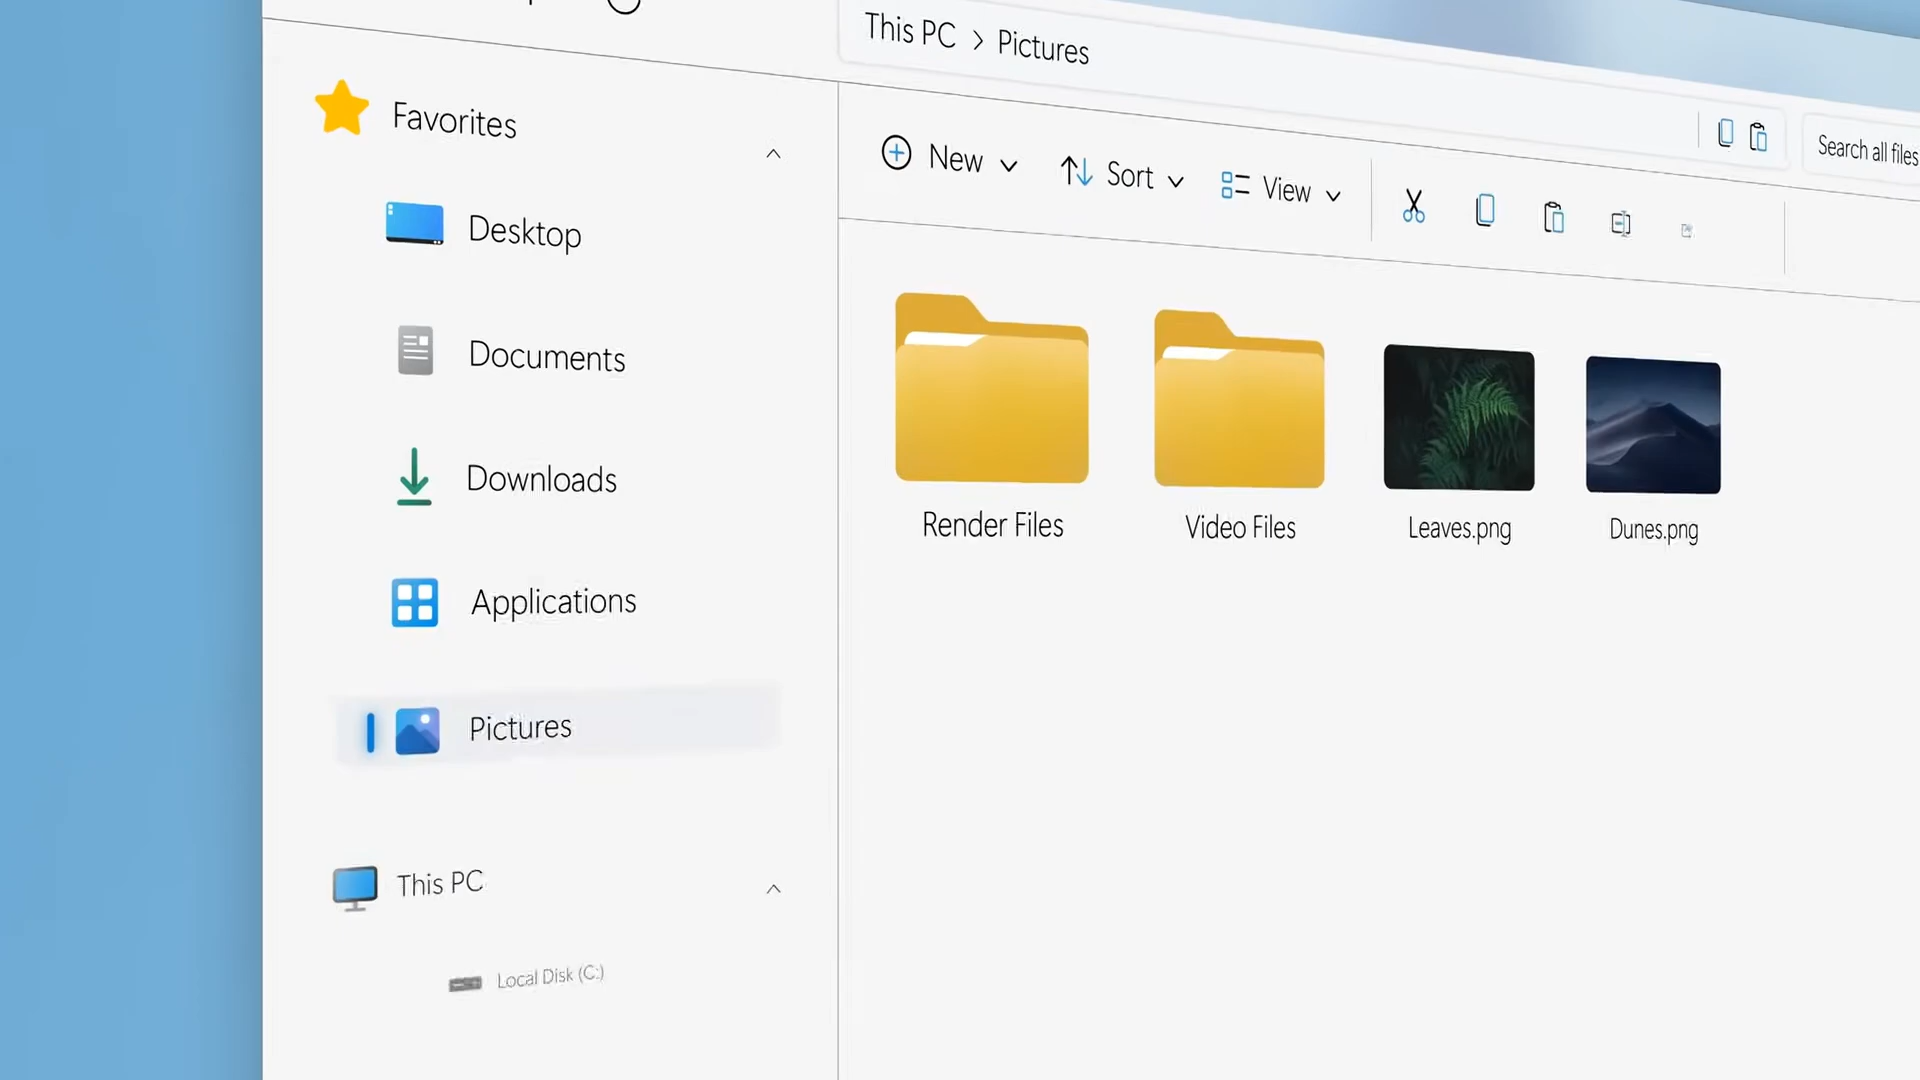 This PC > Pictures
Search all files
Favorites
New
Sort
View
Desktop
Documents
Downloads
Applications
Pictures
This PC
Local Disk (C:)
Render Files
Video Files
Leaves.png
Dunes.png